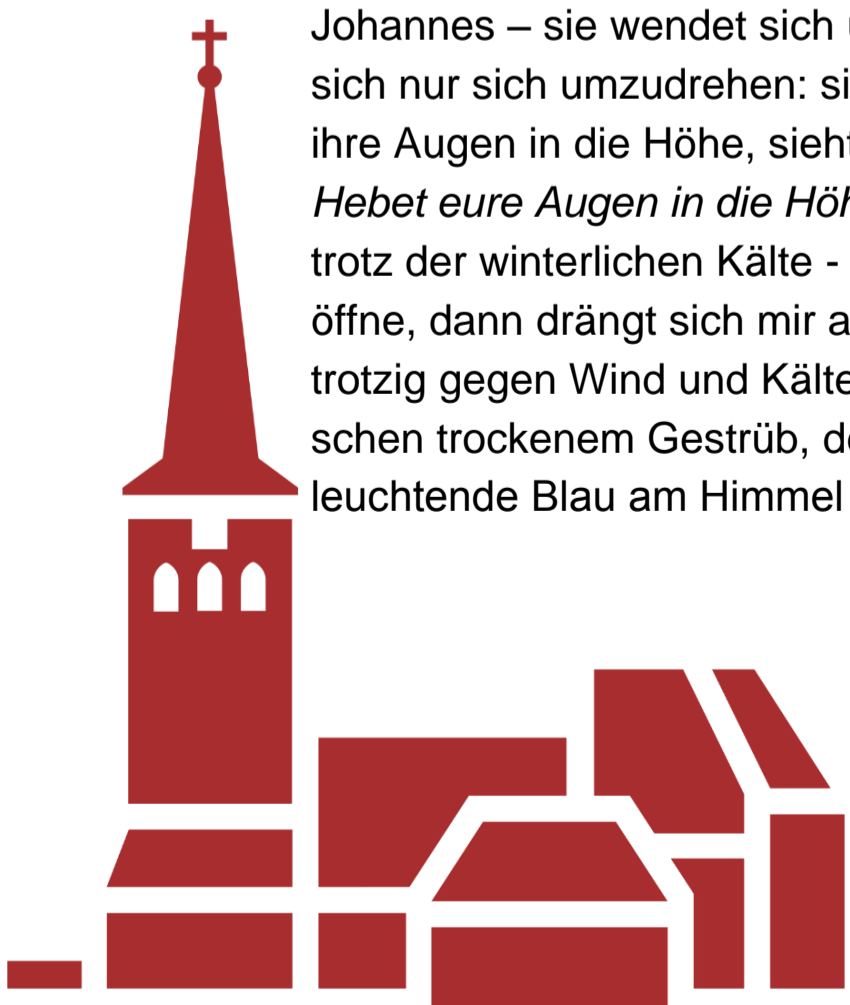 Johannes – sie wendet sich
sich nur sich umzudrehen:
ihre Augen in die Höhe, sieht
Hebet eure Augen in die Höh
trotz der winterlichen Kälte -
öffne, dann drängt sich mir a
trotzig gegen Wind und Kälte
schen trockenem Gestrüb, d
leuchtende Blau am Himmel